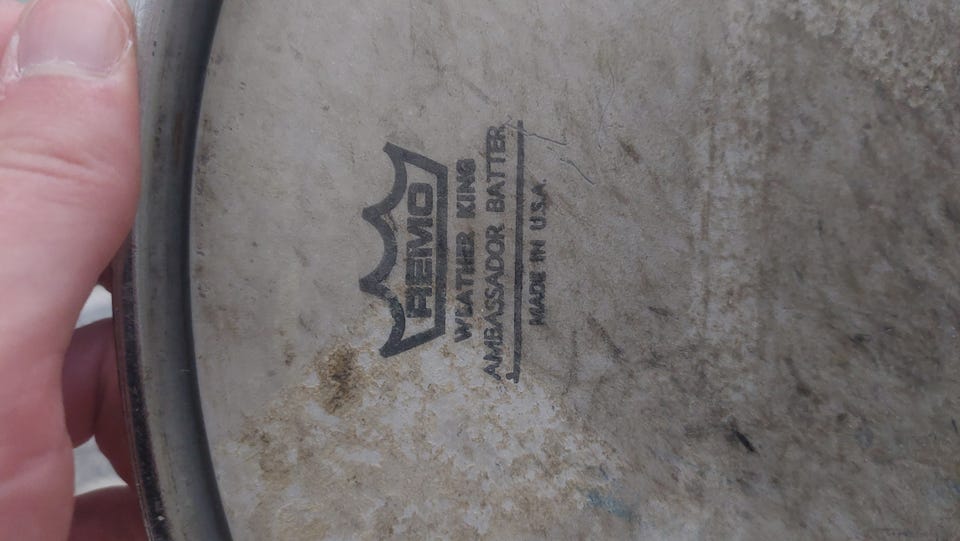 REMO
WEATHER KING
AMBASSADOR BATTER
MADE IN U.S.A.